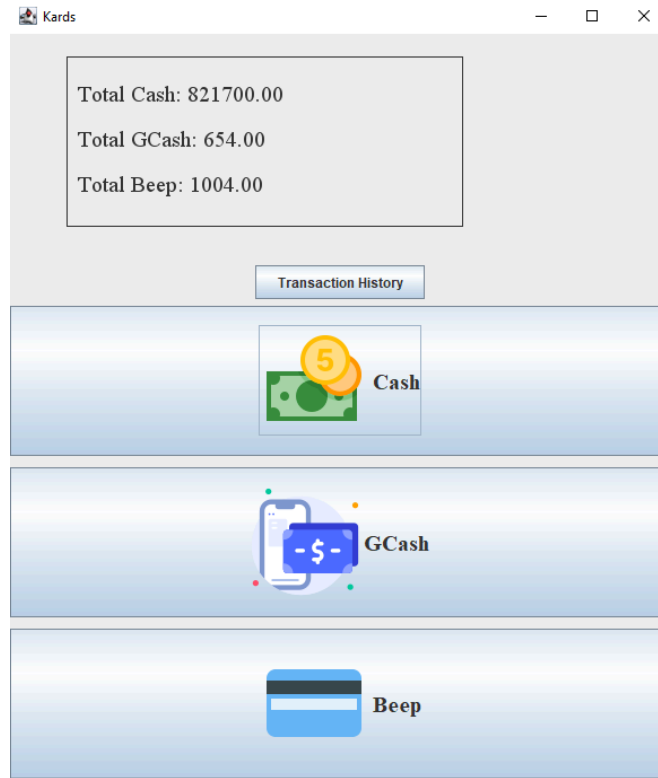 Kards
Total Cash: 821700.00
Total GCash: 654.00
Total Beep: 1004.00
Transaction History
5
Cash
- $ -
GCash
Beep